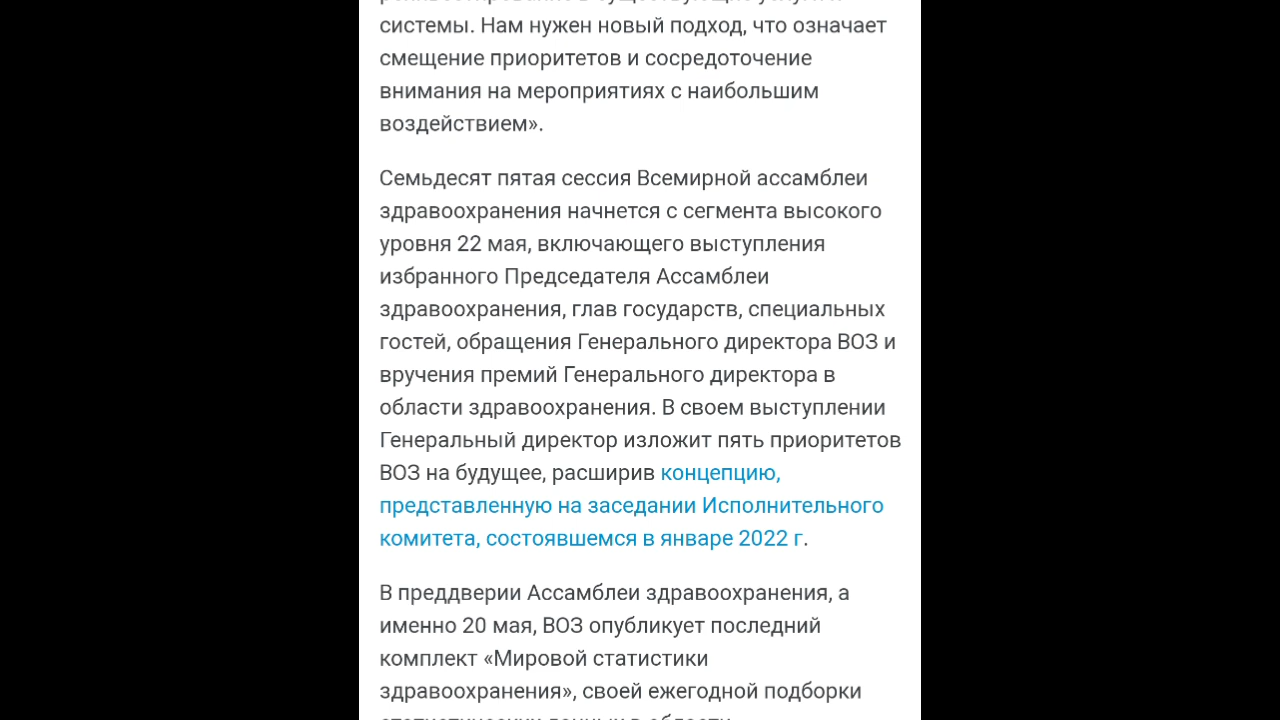 системы. Нам нужен новый подход, что означает
смещение приоритетов и сосредоточение
внимания на мероприятиях с наибольшим
воздействием».
Семьдесят пятая сессия Всемирной ассамблеи
здравоохранения начнется с сегмента высокого
уровня 22 мая, включающего выступления
избранного Председателя Ассамблеи
здравоохранения, глав государств, специальных
гостей, обращения Генерального директора ВОЗ и
вручения премий Генерального директора в
области здравоохранения. В своем выступлении
Генеральный директор изложит пять приоритетов
ВОЗ на будущее, расширив концепцию,
представленную на заседании Исполнительного
комитета, состоявшемся в январе 2022 г.
В преддверии Ассамблеи здравоохранения, а
именно 20 мая, ВОЗ опубликует последний
комплект «Мировой статистики
здравоохранения», своей ежегодной подборки